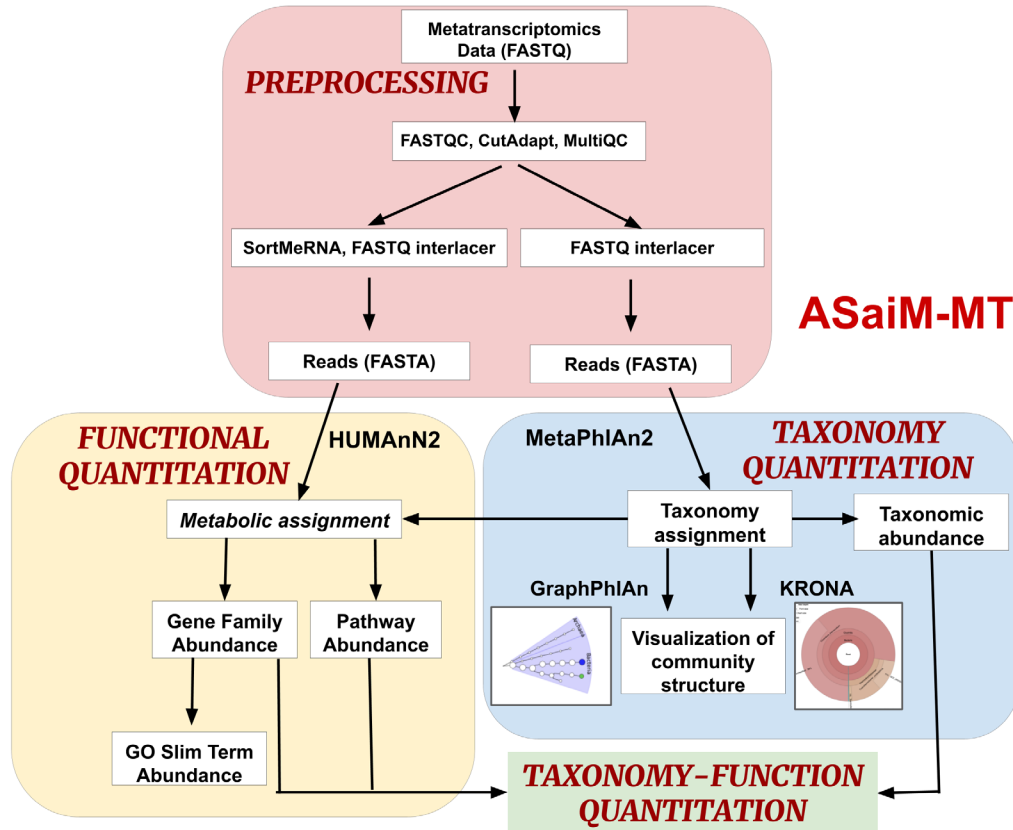 Metatranscriptomics
Data (FASTQ)
PREPROCESSING
FASTQC, CutAdapt, MultiQC
SortMeRNA, FASTQ interlacer
FASTQ interlacer
ASaiM-MT
Reads (FASTA)
Reads (FASTA)
FUNCTIONAL
QUANTITATION
HUMAnN2
MetaPhlAn2
TAXONOMY
QUANTITATION
Metabolic assignment
Taxonomy
assignment
Taxonomic
abundance
GraphPhlAn
KRONA
Gene Family
Abundance
Pathway
Abundance
Visualization of
community
structure
Archaea
Bacteria
GO Slim Term
Abundance
TAXONOMY-FUNCTION
QUANTITATION